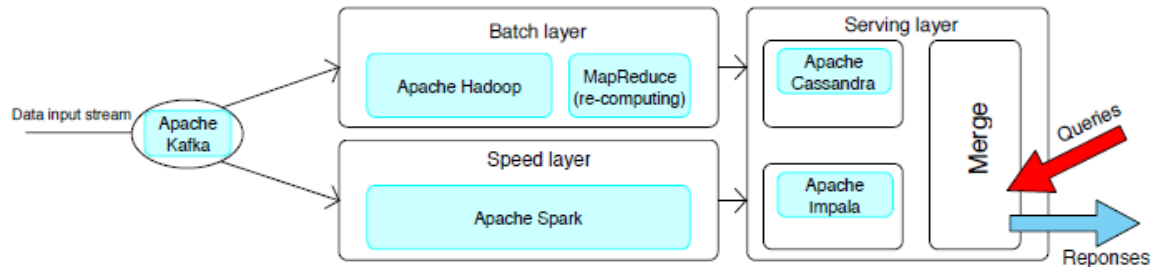 Data input stream
Apache
Kafka
Batch layer
Apache Hadoop
MapReduce
(re-computing)
Speed layer
Apache Spark
Serving layer
Apache
Cassandra
Apache
Impala
Merge
Queries
Reponses